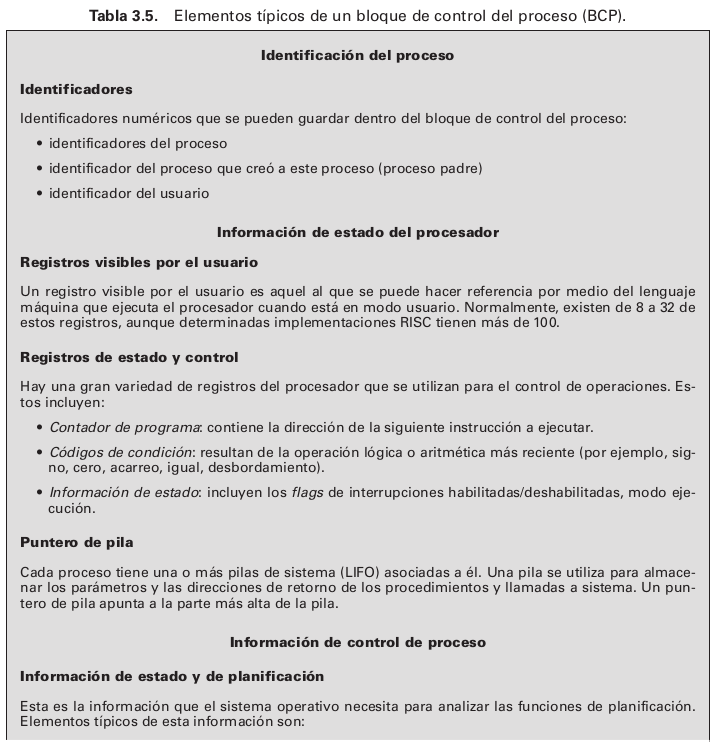 Tabla 3.5. Elementos típicos de un bloque de control del proceso (BCP).
Identificación del proceso
Identificadores
Identificadores numéricos que se pueden guardar dentro del bloque de control del proceso:
• identificadores del proceso
• identificador del proceso que creó a este proceso (proceso padre)
• identificador del usuario
Información de estado del procesador
Registros visibles por el usuario
Un registro visible por el usuario es aquel al que se puede hacer referencia por medio del lenguaje
máquina que ejecuta el procesador cuando está en modo usuario. Normalmente, existen de 8 a 32 de
estos registros, aunque determinadas implementaciones RISC tienen más de 100.
Registros de estado y control
Hay una gran variedad de registros del procesador que se utilizan para el control de operaciones. Es-
tos incluyen:
• Contador de programa: contiene la dirección de la siguiente instrucción a ejecutar.
• Códigos de condición: resultan de la operación lógica o aritmética más reciente (por ejemplo, sig-
no, cero, acarreo, igual, desbordamiento).
• Información de estado: incluyen los flags de interrupciones habilitadas/deshabilitadas, modo eje-
cución.
Puntero de pila
Cada proceso tiene una o más pilas de sistema (LIFO) asociadas a él. Una pila se utiliza para almace-
nar los parámetros y las direcciones de retorno de los procedimientos y llamadas a sistema. Un pun-
tero de pila apunta a la parte más alta de la pila.
Información de control de proceso
Información de estado y de planificación
Esta es la información que el sistema operativo necesita para analizar las funciones de planificación.
Elementos típicos de esta información son: